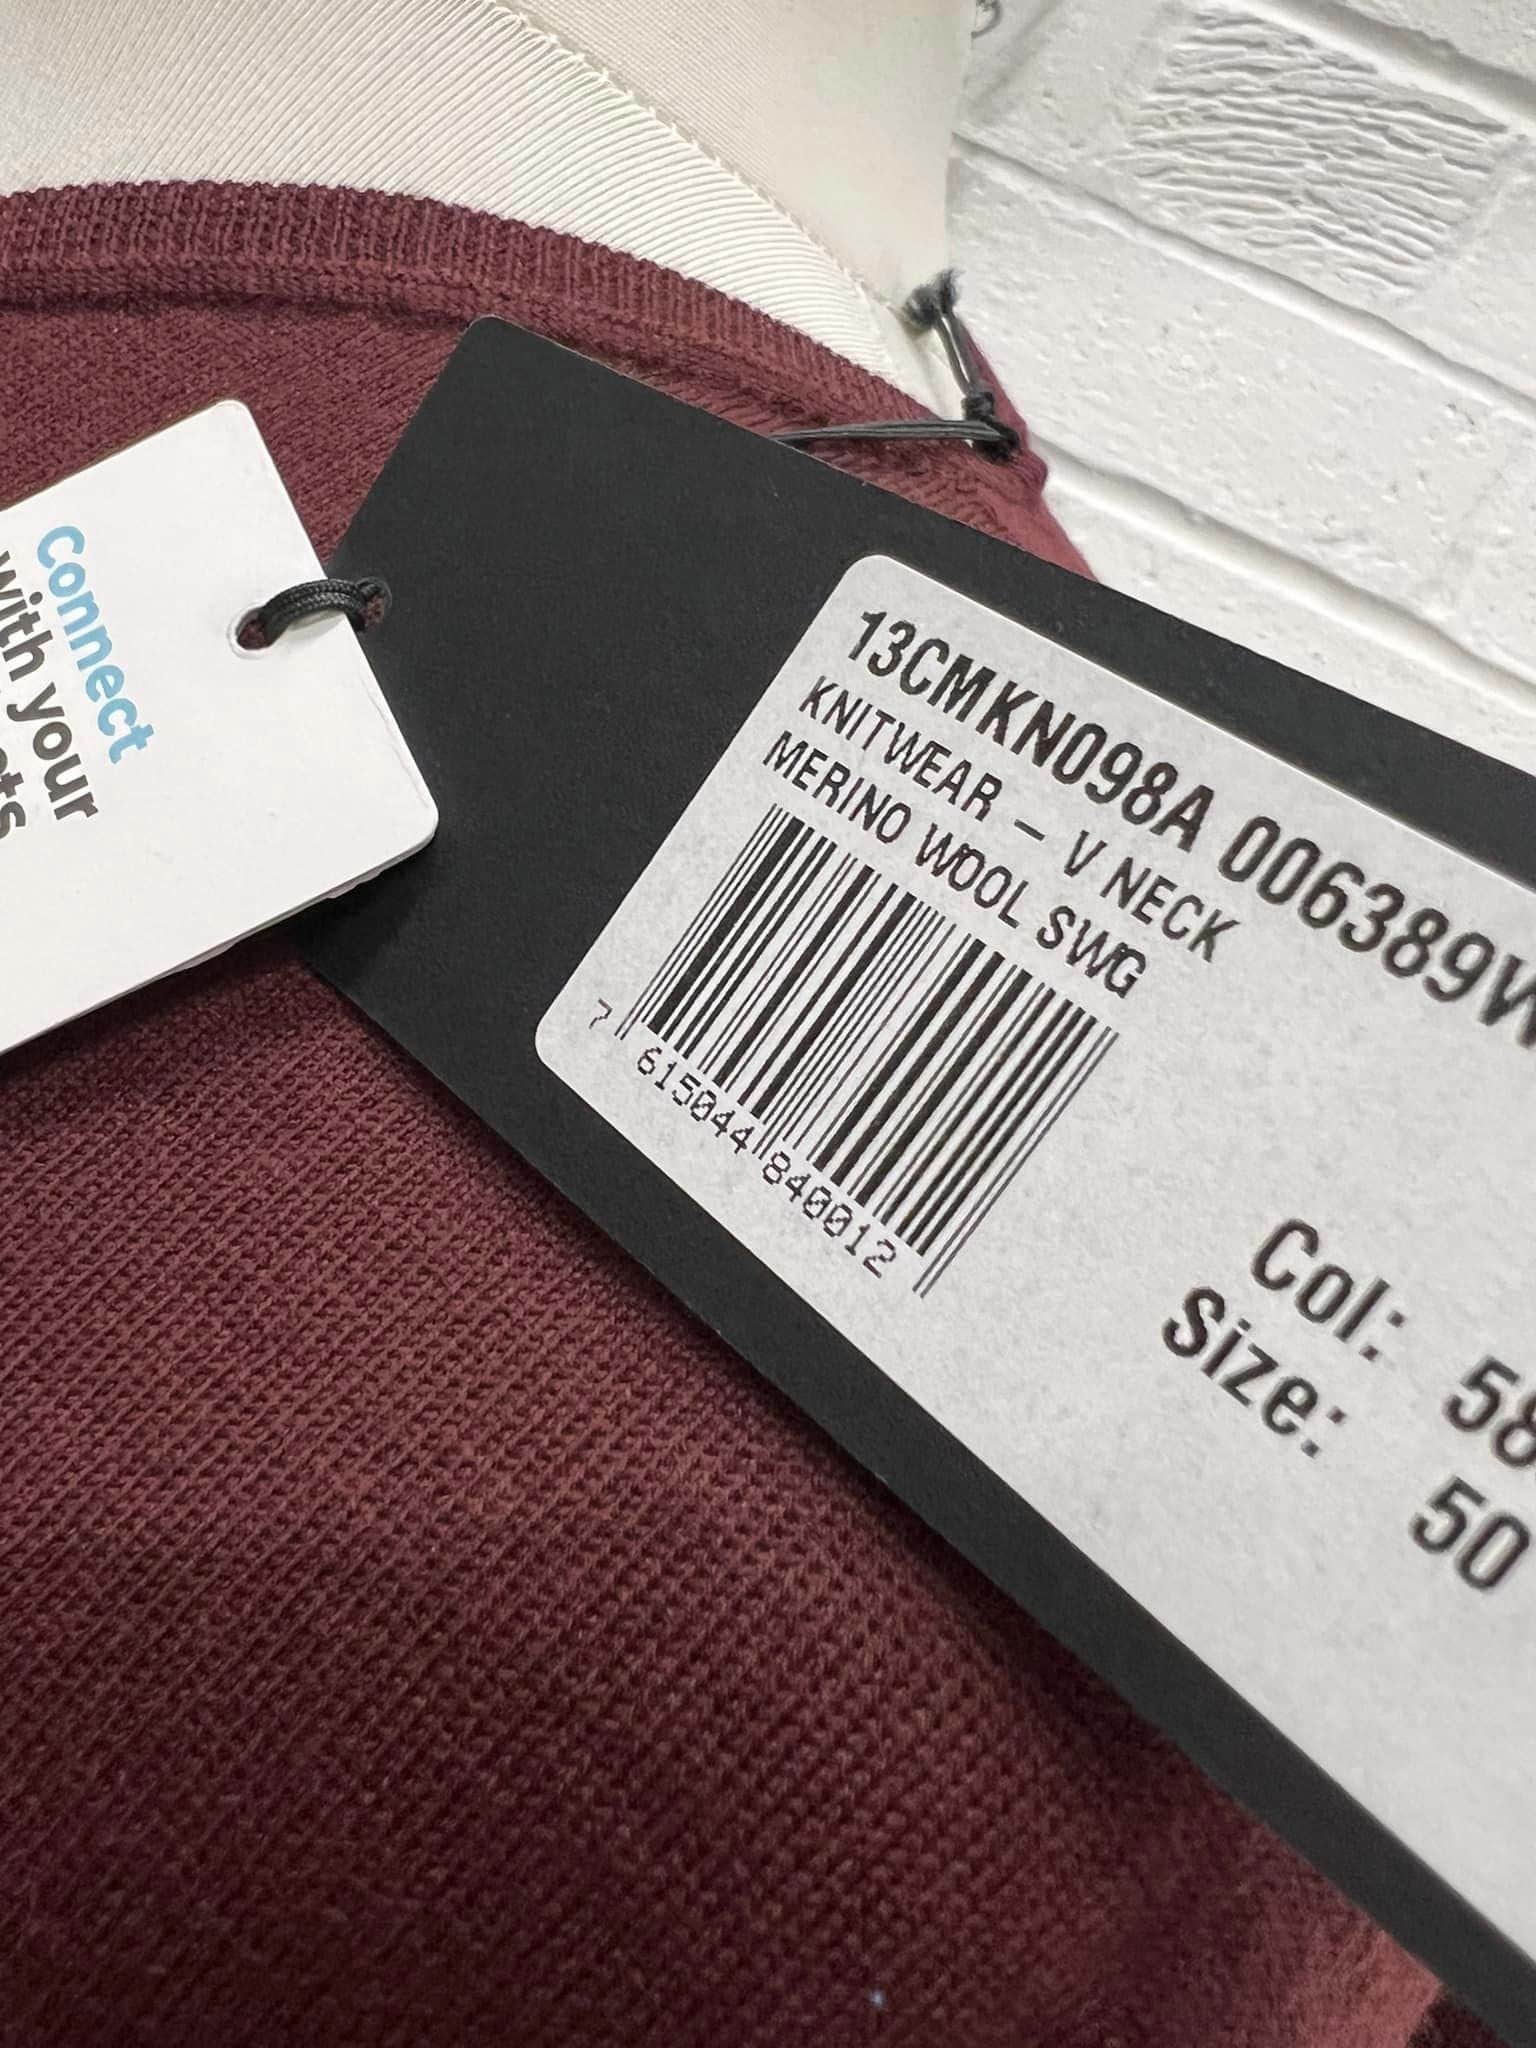 Connect
with your
13CMKN098A 006389W
KNITWEAR – V NECK
MERINO WOOL SWG
7 615044 840012
Col: 58
Size: 50